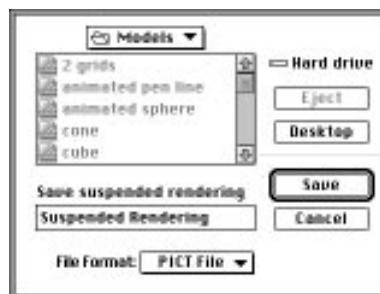 Models
2 grids
animated pen line
animated sphere
cone
cube
Hard drive
Eject
Desktop
Save suspended rendering
Suspended Rendering
Save
Cancel
File Format: PICT File